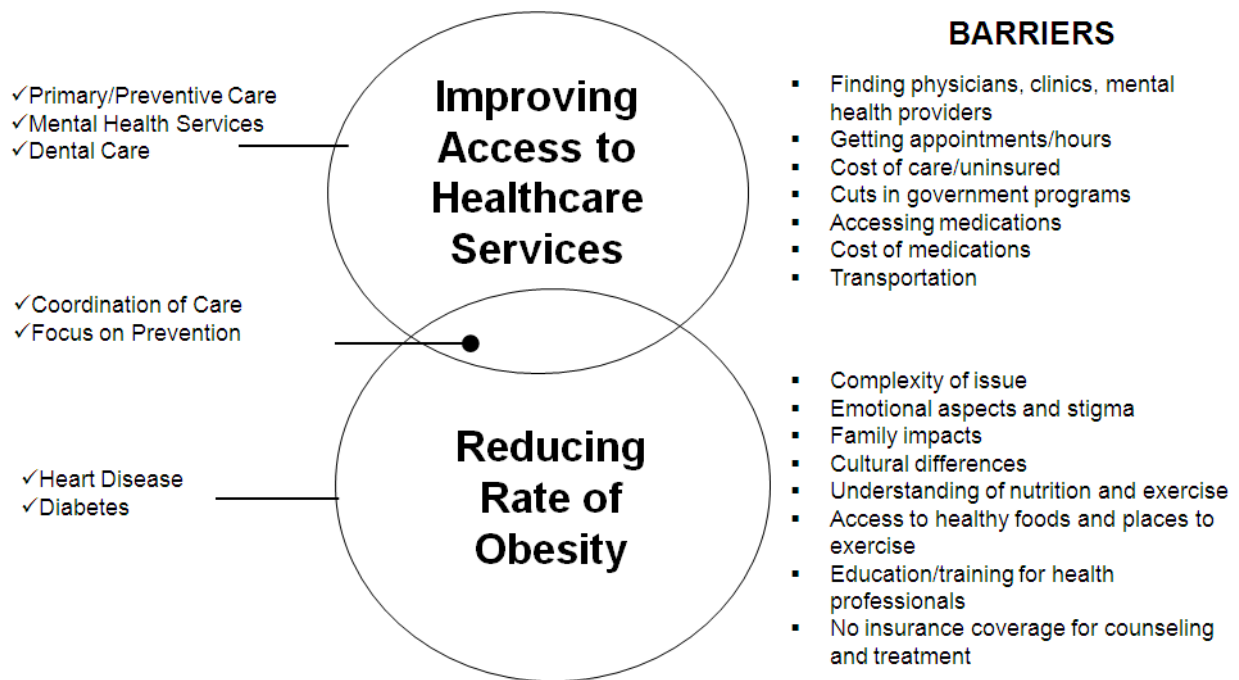 ✓Primary/Preventive Care
✓Mental Health Services
✓Dental Care
Improving
Access to
Healthcare
Services
✓Coordination of Care
✓Focus on Prevention
Reducing
Rate of
Obesity
✓Heart Disease
✓Diabetes
BARRIERS
▪ Finding physicians, clinics, mental
health providers
▪ Getting appointments/hours
▪ Cost of care/uninsured
▪ Cuts in government programs
▪ Accessing medications
▪ Cost of medications
▪ Transportation
▪ Complexity of issue
▪ Emotional aspects and stigma
▪ Family impacts
▪ Cultural differences
▪ Understanding of nutrition and exercise
▪ Access to healthy foods and places to
exercise
▪ Education/training for health
professionals
▪ No insurance coverage for counseling
and treatment